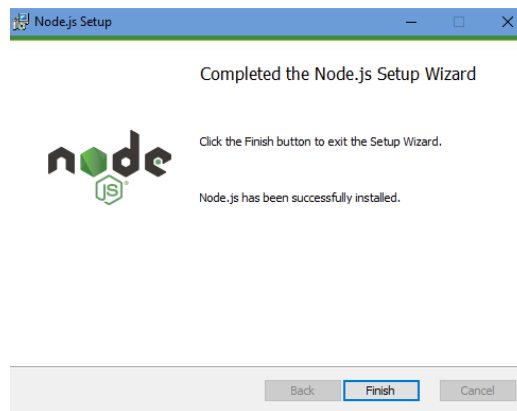 Node.js Setup
Completed the Node.js Setup Wizard
Click the Finish button to exit the Setup Wizard.
node
JS
Node.js has been successfully installed.
Back Finish Cancel